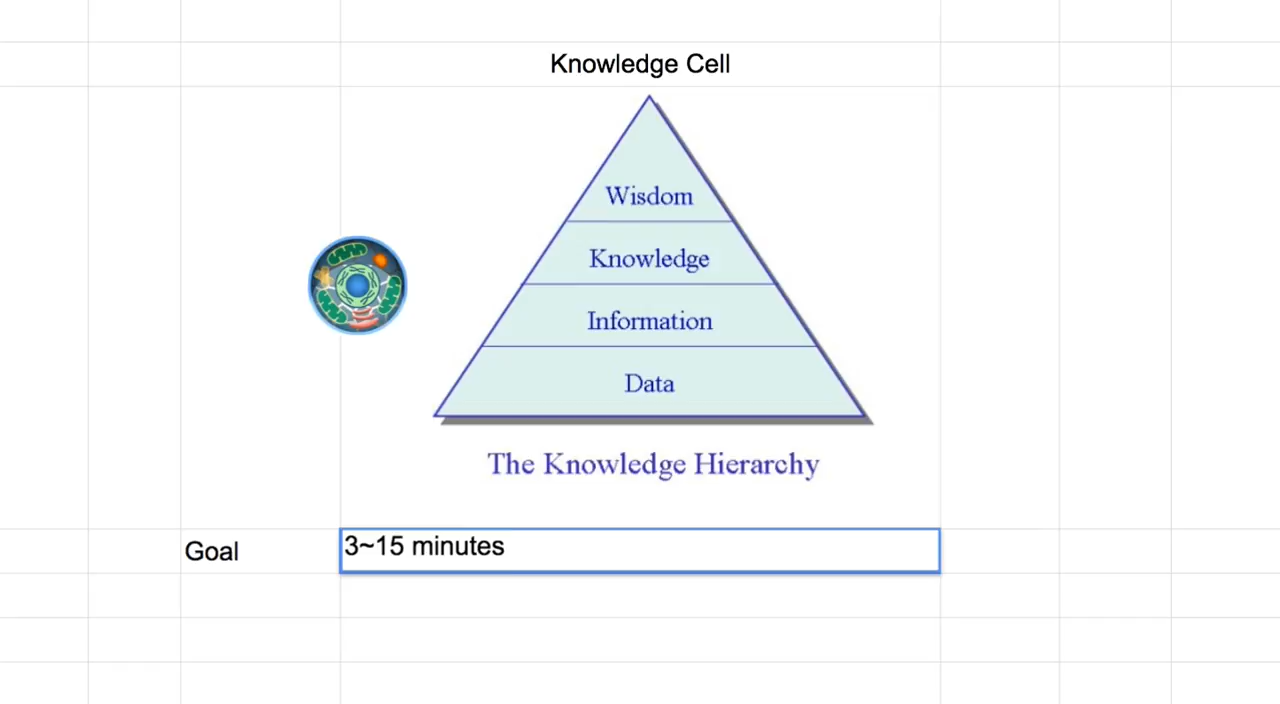 Knowledge Cell
Wisdom
Knowledge
Information
Data
The Knowledge Hierarchy
Goal
3~15 minutes